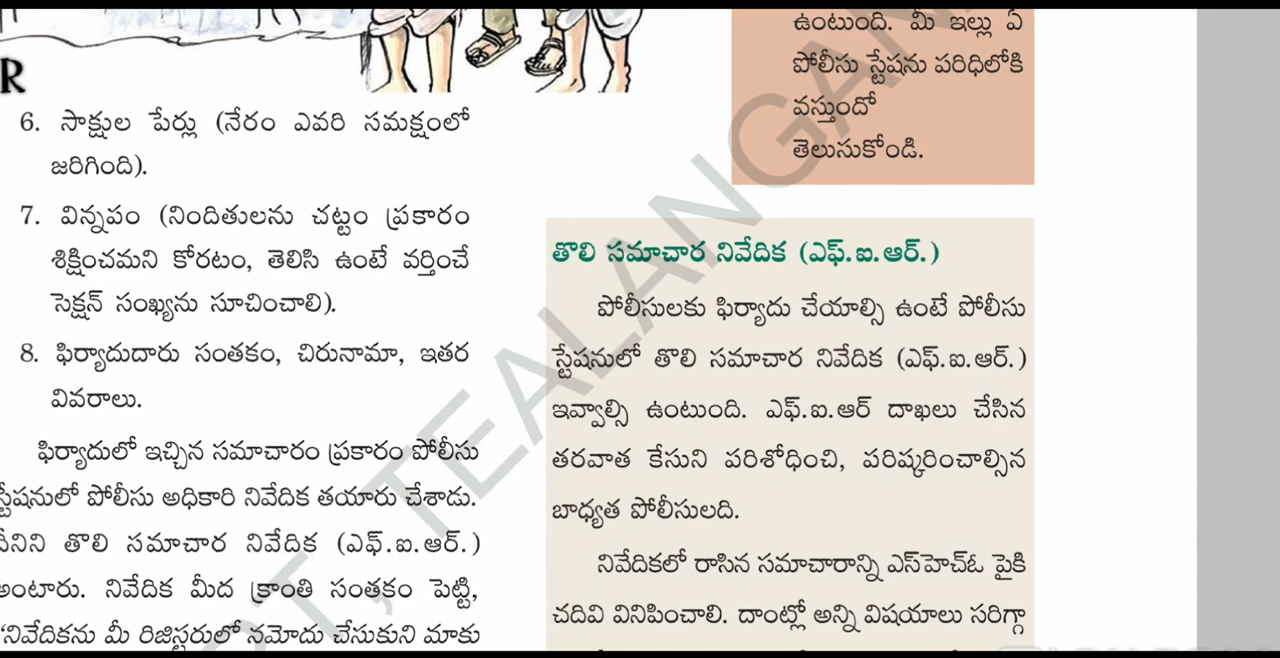 R
6. సాక్షుల పేర్లు (నేరం ఎవరి సమక్షంలో
జరిగింది).
7. విన్నపం (నిందితులను చట్టం ప్రకారం
శిక్షించమని కోరటం, తెలిసి ఉంటే వర్తించే
సెక్షన్ సంఖ్యను సూచించాలి).
8. ఫిర్యాదుదారు సంతకం, చిరునామా, ఇతర
వివరాలు.
ఫిర్యాదులో ఇచ్చిన సమాచారం ప్రకారం పోలీసు
స్టేషనులో పోలీసు అధికారి నివేదిక తయారు చేశాడు.
దీనిని తొలి సమాచార నివేదిక (ఎఫ్.ఐ.ఆర్.)
అంటారు. నివేదిక మీద క్రాంతి సంతకం పెట్టి,
"నివేదికను మీ రిజిస్టరులో నమోదు చేసుకుని మాకు
ఉంటుంది. మీ ఇల్లు ఏ
పోలీసు స్టేషను పరిధిలోకి
వస్తుందో
తెలుసుకోండి.
తొలి సమాచార నివేదిక (ఎఫ్.ఐ.ఆర్.)
పోలీసులకు ఫిర్యాదు చేయాల్సి ఉంటే పోలీసు
స్టేషనులో తొలి సమాచార నివేదిక (ఎఫ్.ఐ.ఆర్.)
ఇవ్వాల్సి ఉంటుంది. ఎఫ్.ఐ.ఆర్ దాఖలు చేసిన
తరవాత కేసుని పరిశోధించి, పరిష్కరించాల్సిన
బాధ్యత పోలీసులది.
నివేదికలో రాసిన సమాచారాన్ని ఎస్‌హెచ్‌ఓ పైకి
చదివి వినిపించాలి. దాంట్లో అన్ని విషయాలు సరిగ్గా
T, TEALANGANA